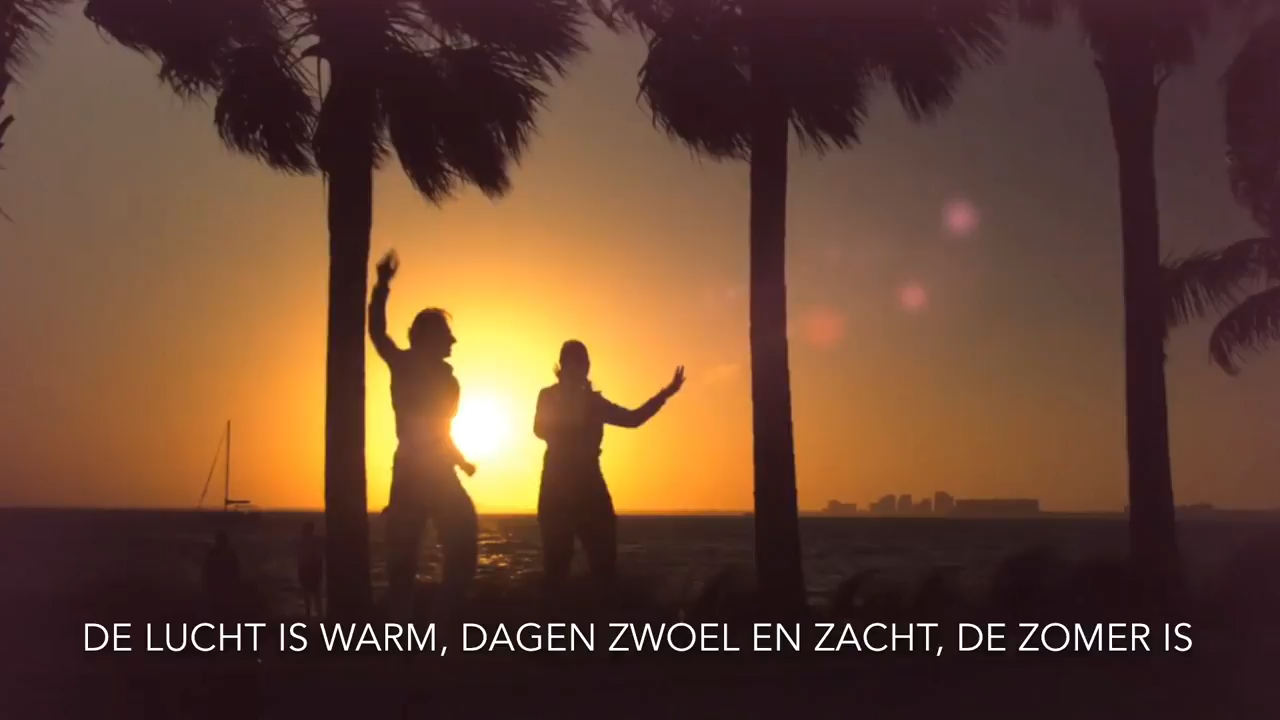 DE LUCHT IS WARM, DAGEN ZWOEL EN ZACHT, DE ZOMER IS